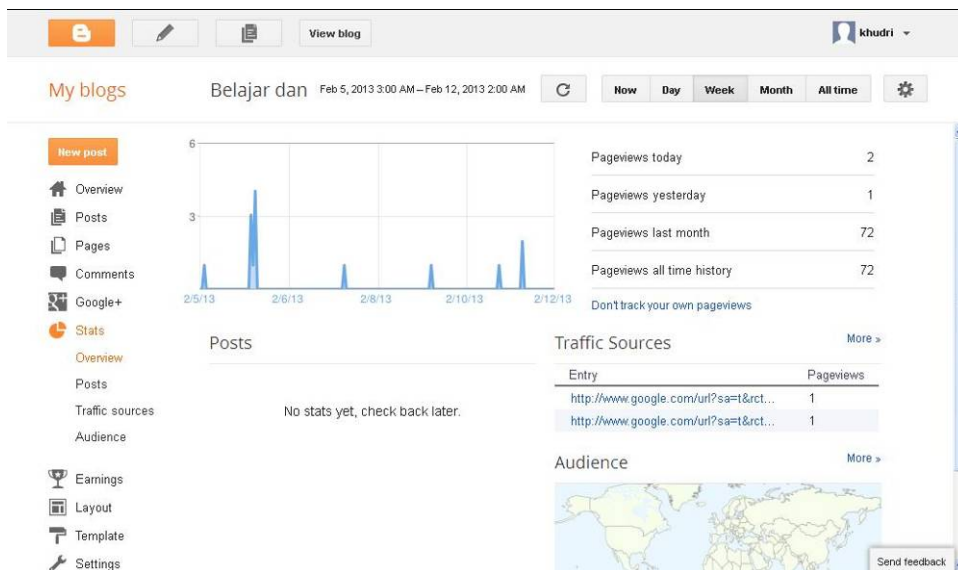 View blog
khudri
My blogs
Belajar dan
Feb 5, 2013 3:00 AM – Feb 12, 2013 2:00 AM
Now
Day
Week
Month
All time
New post
Overview
Posts
Pages
Comments
Google+
Stats
Overview
Posts
Traffic sources
Audience
Earnings
Layout
Template
Settings
6
3
2/5/13
2/6/13
2/8/13
2/10/13
2/12/13
Pageviews today 2
Pageviews yesterday 1
Pageviews last month 72
Pageviews all time history 72
Don't track your own pageviews
Posts
No stats yet, check back later.
Traffic Sources
More »
Entry Pageviews
http://www.google.com/url?sa=t&rct... 1
http://www.google.com/url?sa=t&rct... 1
Audience
More »
Send feedback